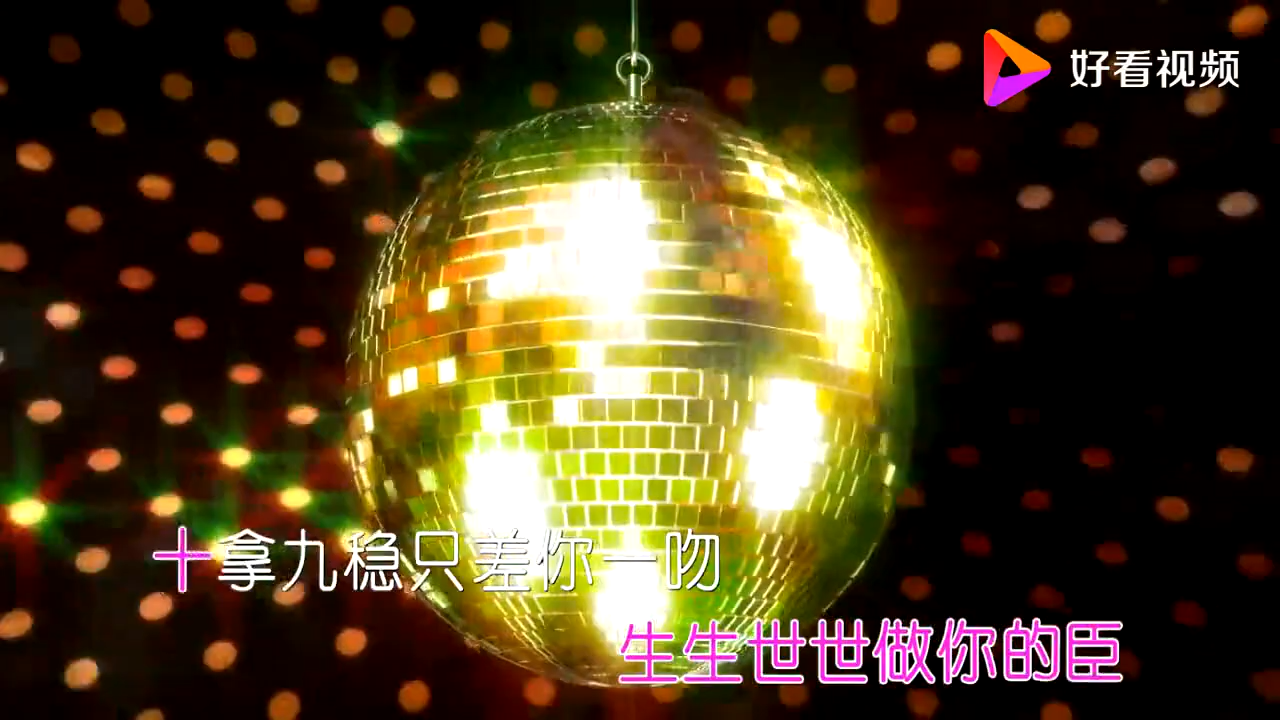 好看视频
十拿九稳只差你一吻
生生世世做你的臣